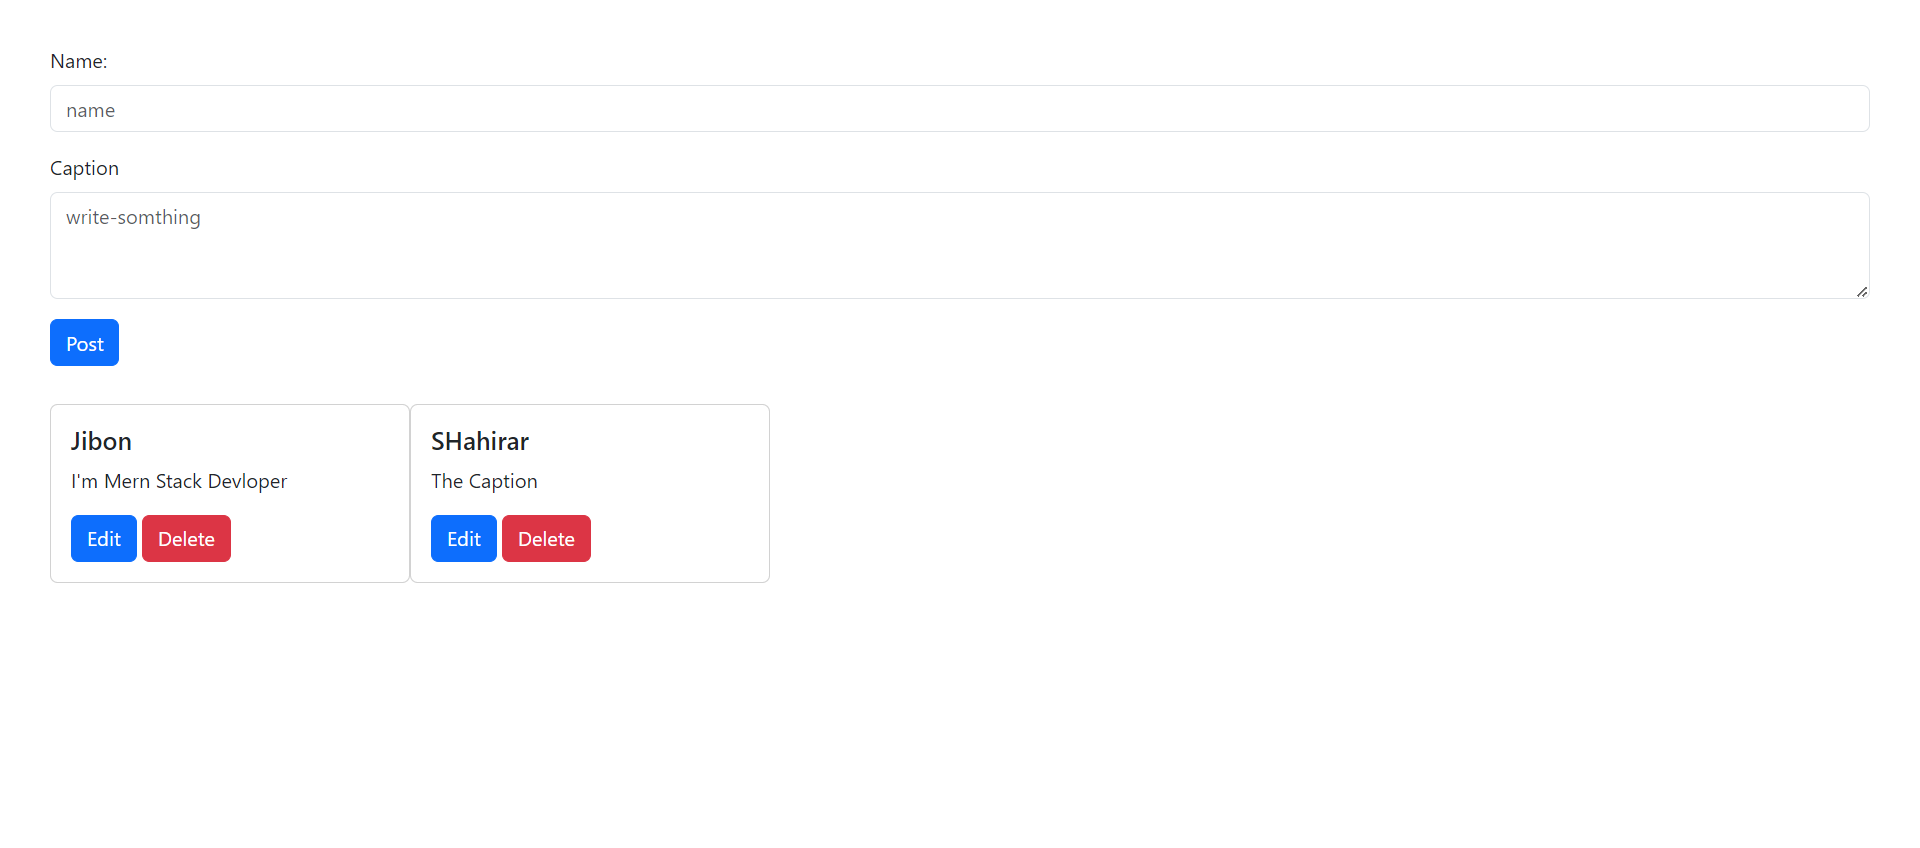 Name:
name
Caption
write-somthing
Post
Jibon
I'm Mern Stack Devloper
Edit Delete
SHahirar
The Caption
Edit Delete